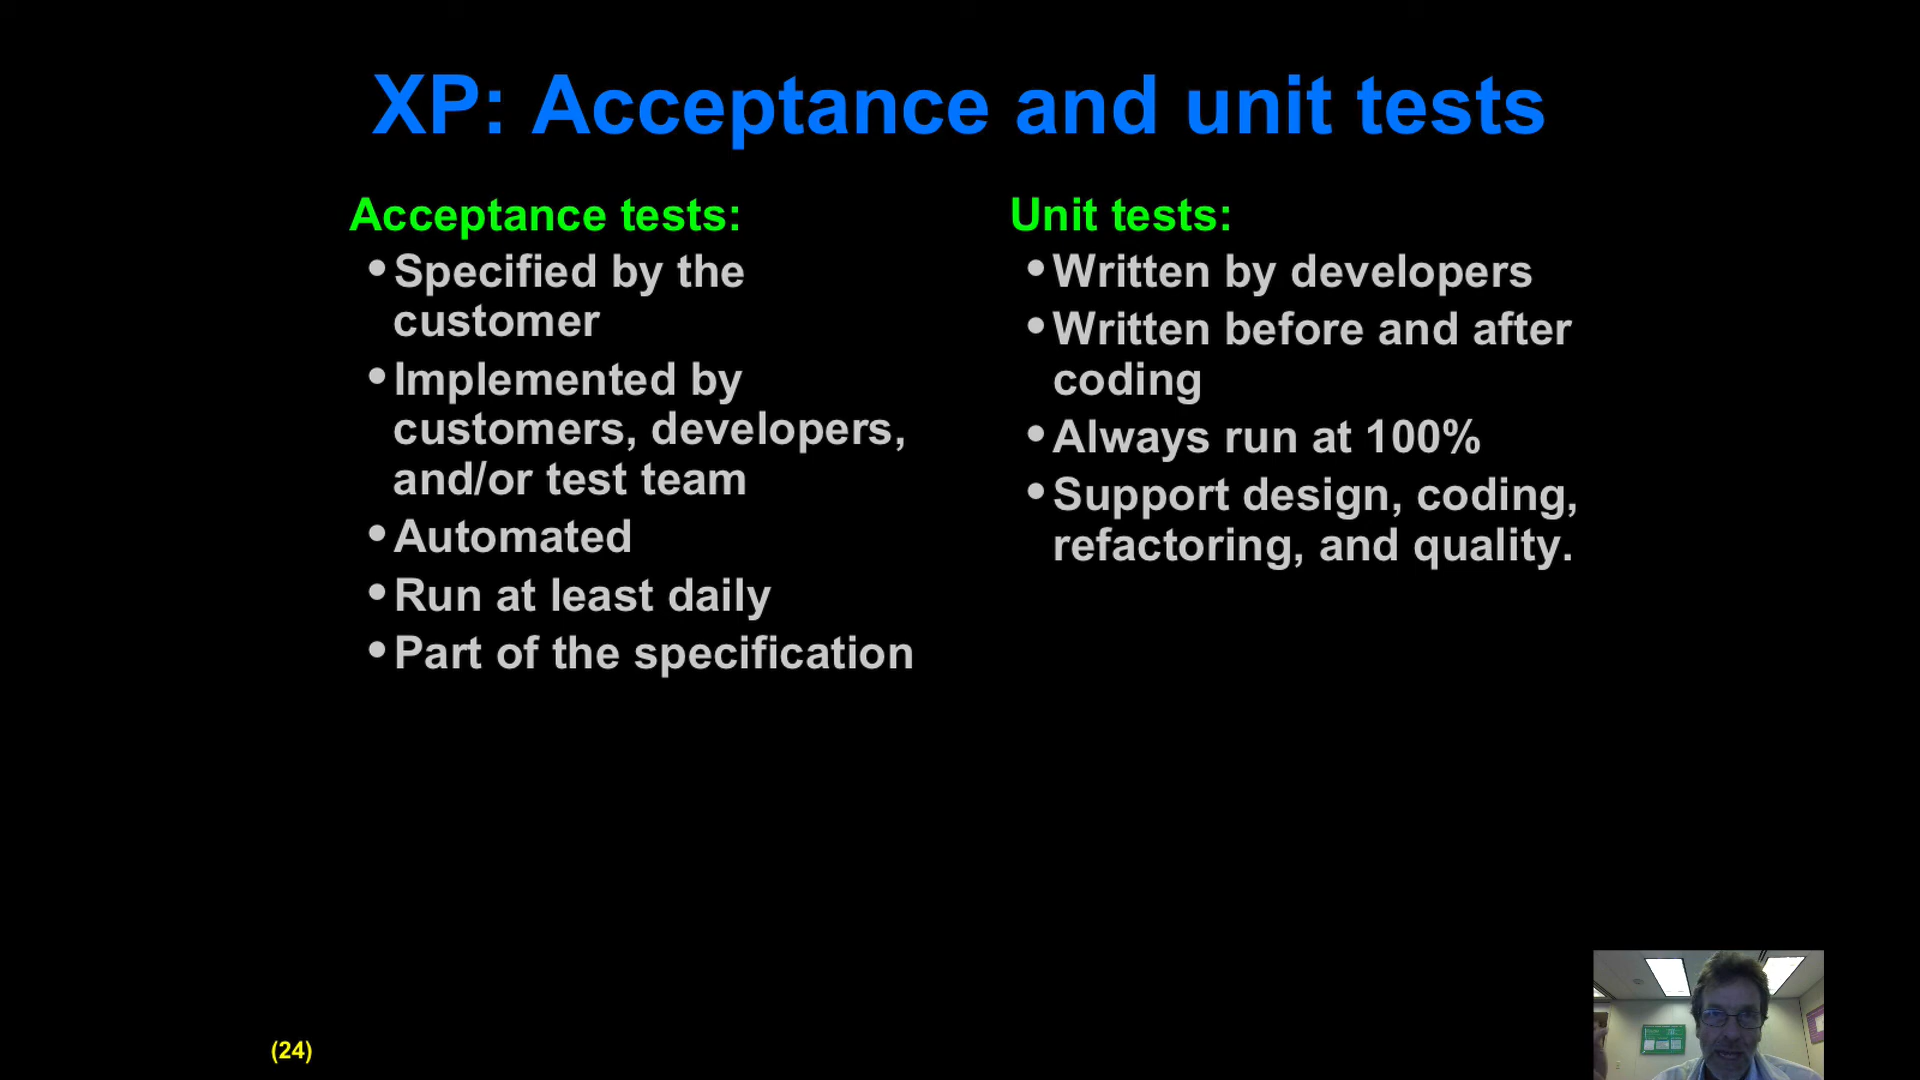 XP: Acceptance and unit tests
Acceptance tests:
•Specified by the
customer
•Implemented by
customers, developers,
and/or test team
•Automated
•Run at least daily
•Part of the specification
Unit tests:
•Written by developers
•Written before and after
coding
•Always run at 100%
•Support design, coding,
refactoring, and quality.
(24)